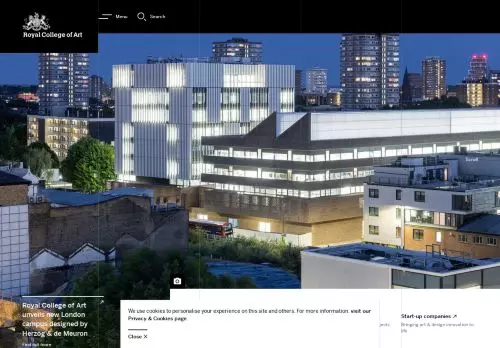 Royal College of Art
Menu
Search
Scroll
Royal College of Art
unveils new London
campus designed by
Herzog & de Meuron
Find out more
We use cookies to personalise your experience on this site and others. For more information, visit our
Privacy & Cookies page
Close ✕
Start-up companies ↗
Bringing art & design innovation to